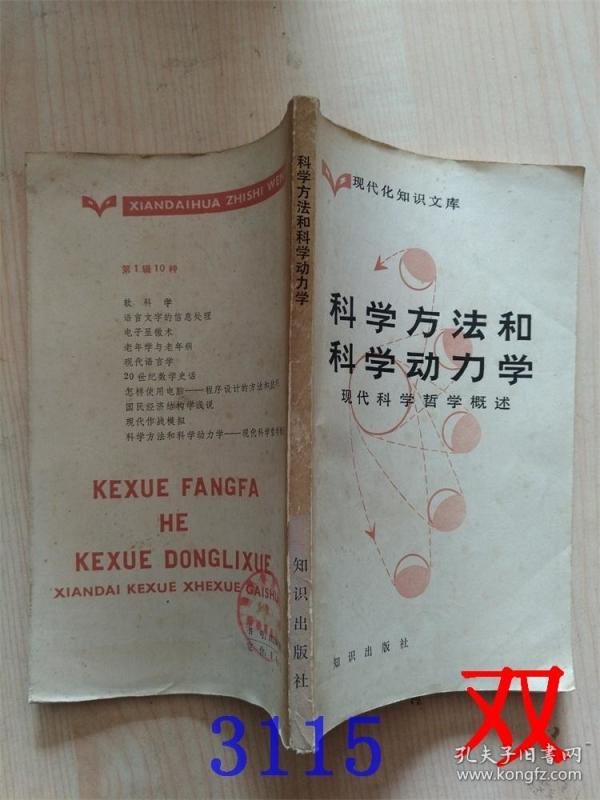 XIANDAIHUA ZHISHI WEN
第1辑10种
软科学
语言文字的信息处理
电子显微术
老年学与老年病
现代语言学
20世纪数学史话
怎样使用电脑——程序设计的方法和
国民经济结构学浅说
现代作战模拟
科学方法和科学动力学——现代科学哲学
KEXUE FANGFA
HE
KEXUE DONGLIXUE
XIANDAI KEXUE XHEXUE GAISHU
科学方法和科学动力学
知识出版社
现代化知识文库
科学方法和
科学动力学
现代科学哲学概述
知识出版社
3115
双
孔夫子旧書网
www.kongfz.com